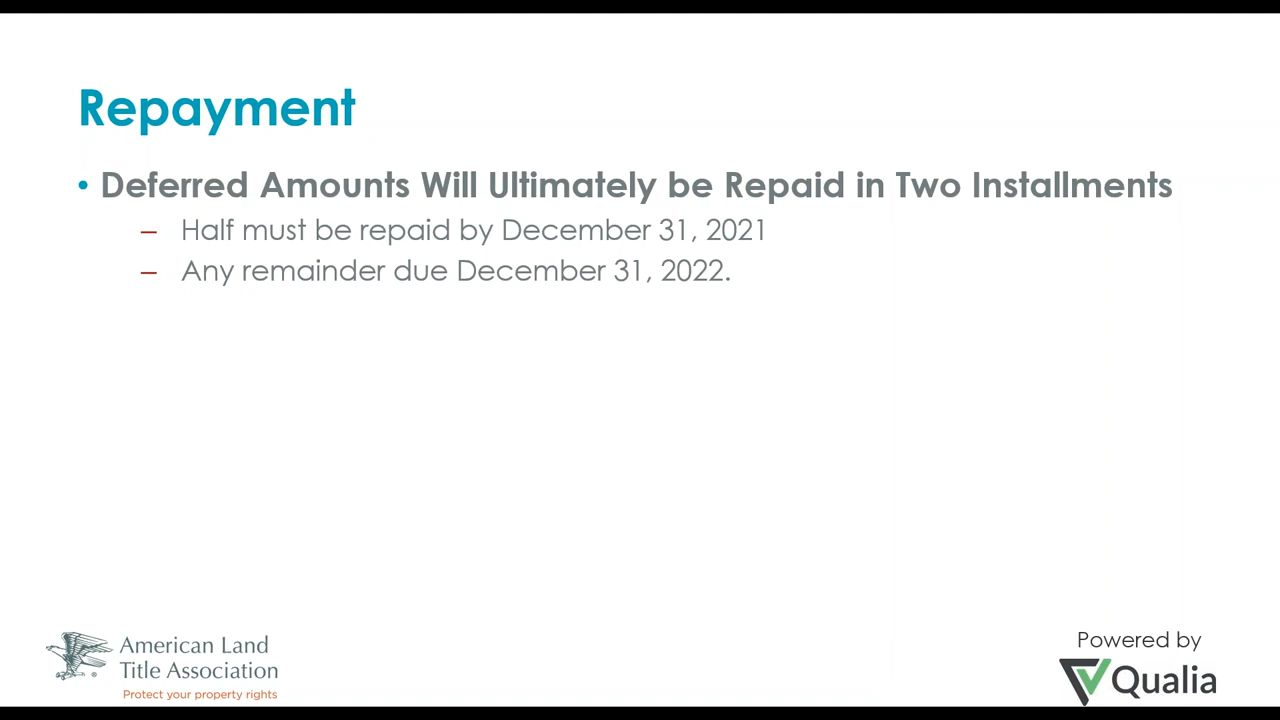 Repayment
• Deferred Amounts Will Ultimately be Repaid in Two Installments
– Half must be repaid by December 31, 2021
– Any remainder due December 31, 2022.
American Land
Title Association
Protect your property rights
Powered by
Qualia